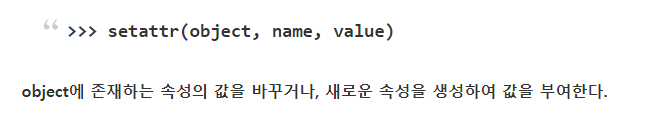 >>> setattr(object, name, value)
object에 존재하는 속성의 값을 바꾸거나, 새로운 속성을 생성하여 값을 부여한다.